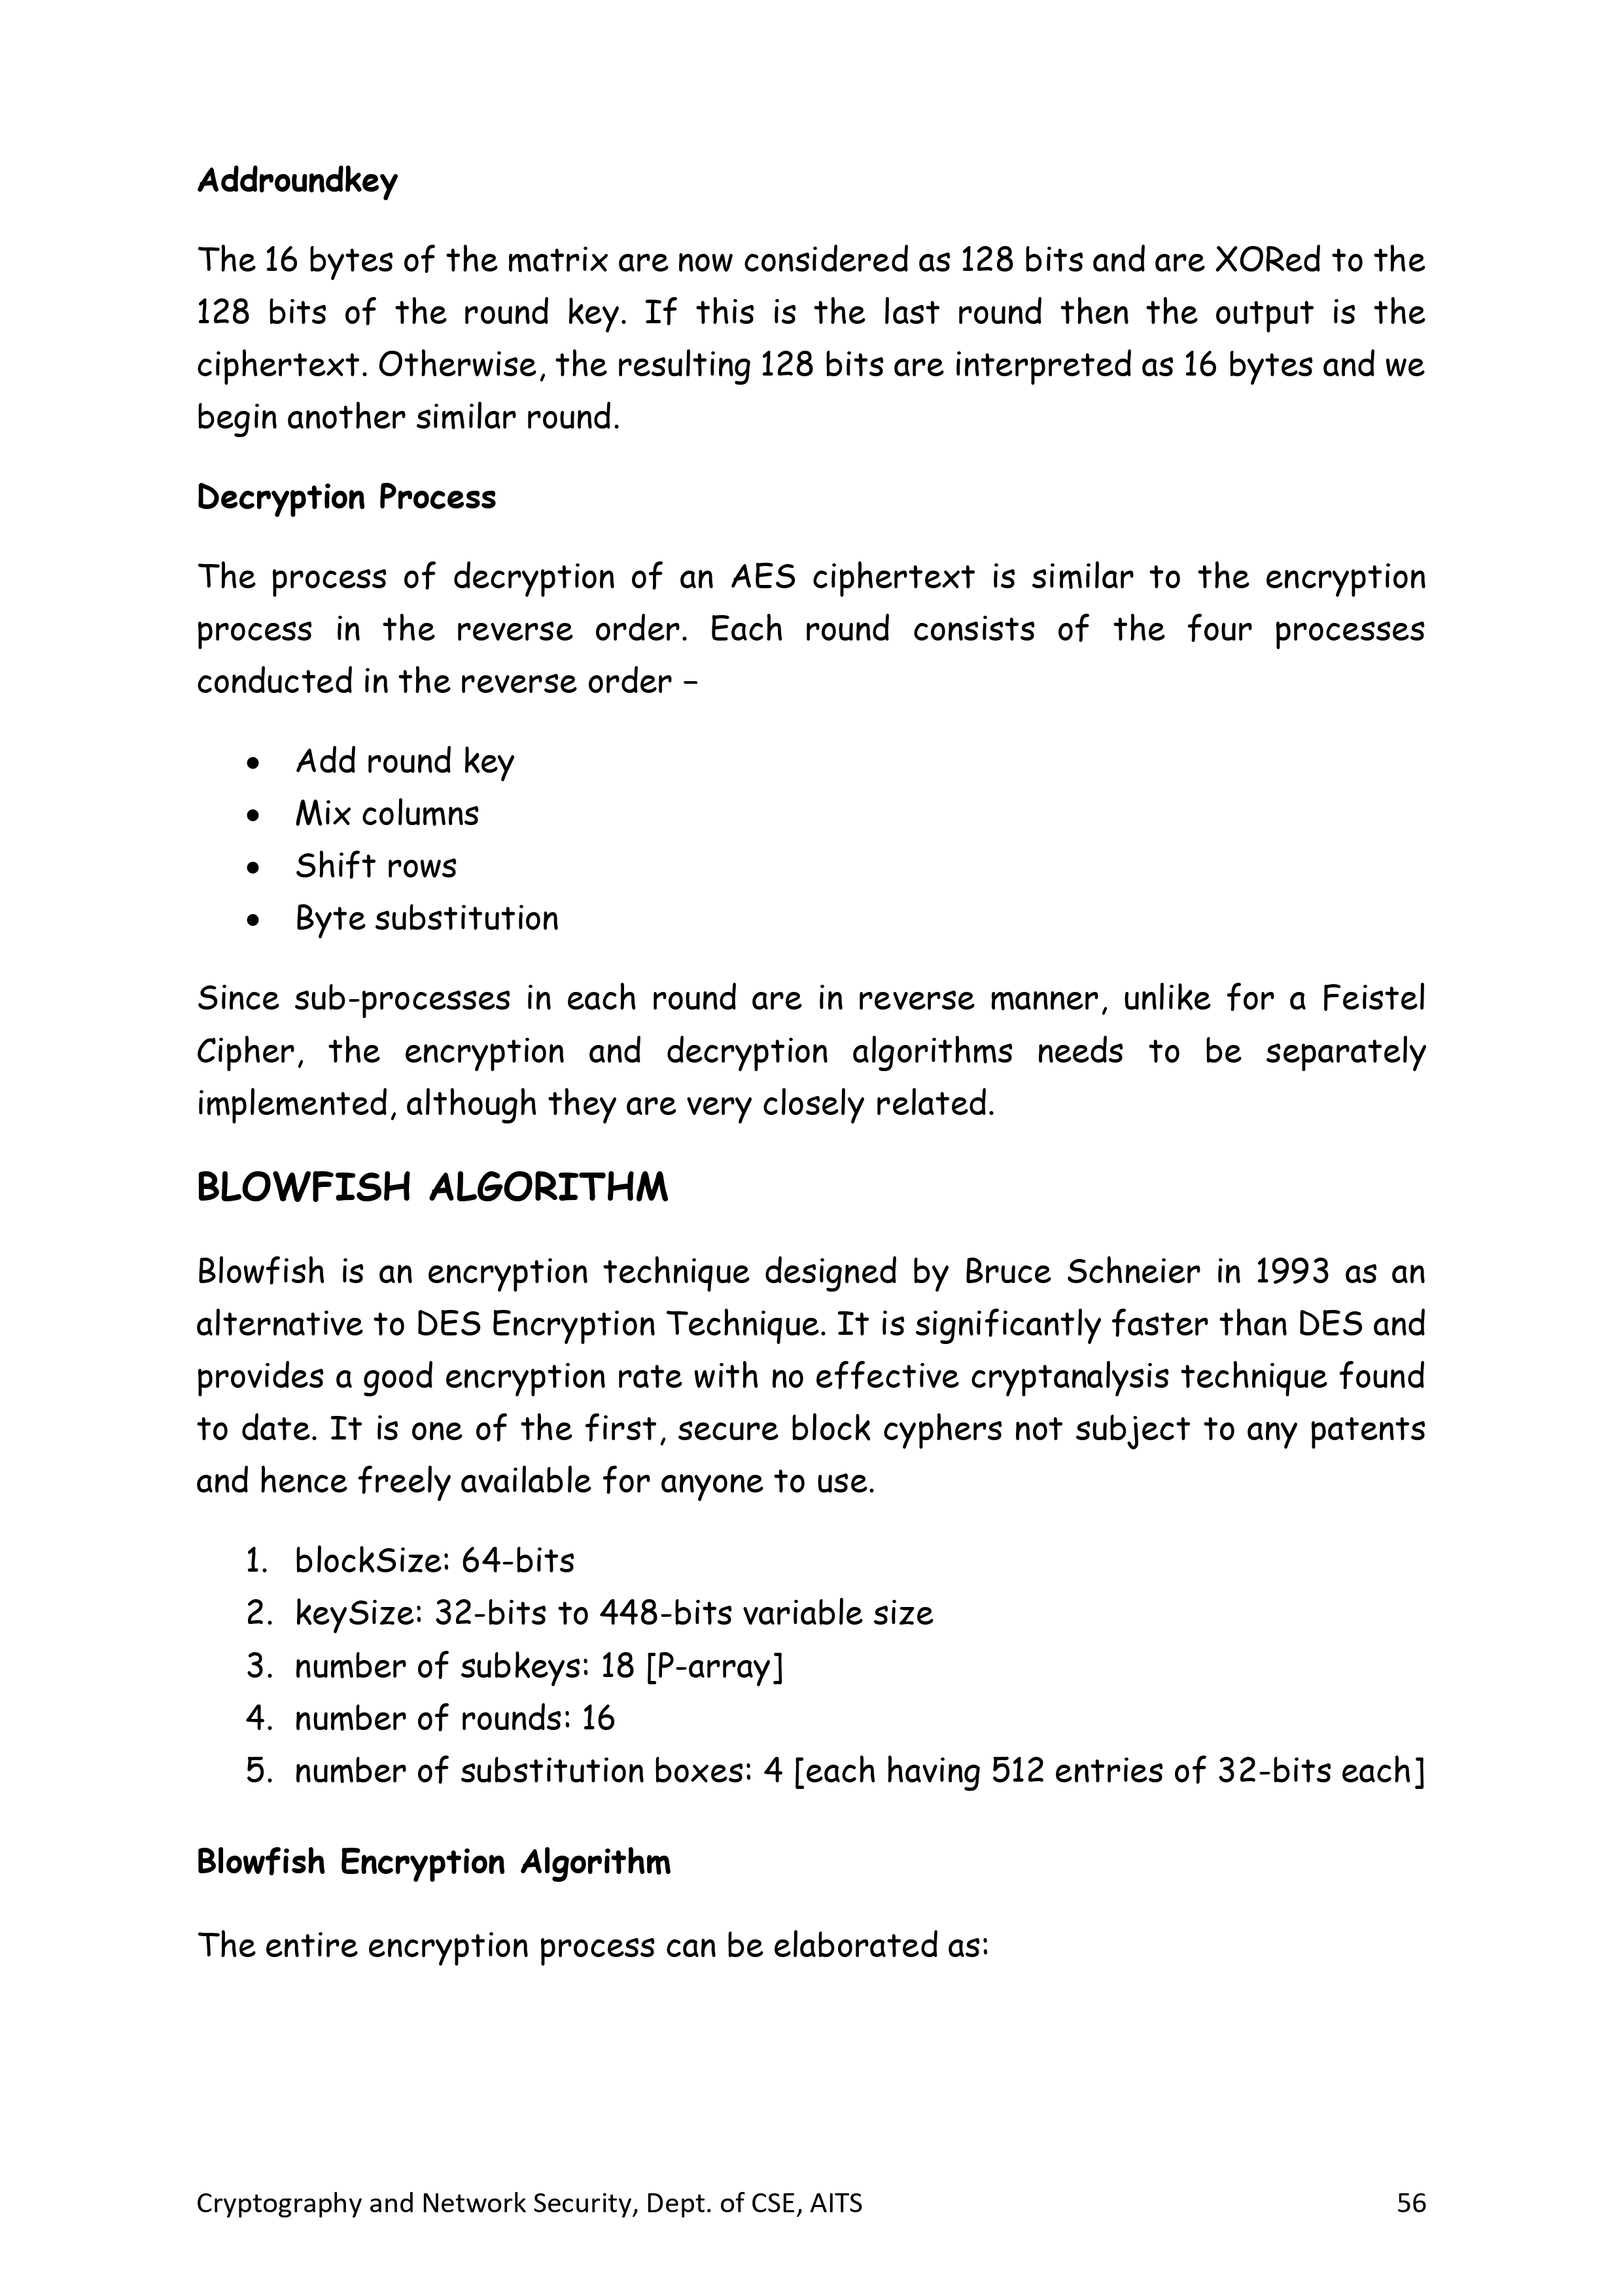 Addroundkey
The 16 bytes of the matrix are now considered as 128 bits and are XORed to the
128 bits of the round key. If this is the last round then the output is the
ciphertext. Otherwise, the resulting 128 bits are interpreted as 16 bytes and we
begin another similar round.
Decryption Process
The process of decryption of an AES ciphertext is similar to the encryption
process in the reverse order. Each round consists of the four processes
conducted in the reverse order –
• Add round key
• Mix columns
• Shift rows
• Byte substitution
Since sub-processes in each round are in reverse manner, unlike for a Feistel
Cipher, the encryption and decryption algorithms needs to be separately
implemented, although they are very closely related.
BLOWFISH ALGORITHM
Blowfish is an encryption technique designed by Bruce Schneier in 1993 as an
alternative to DES Encryption Technique. It is significantly faster than DES and
provides a good encryption rate with no effective cryptanalysis technique found
to date. It is one of the first, secure block cyphers not subject to any patents
and hence freely available for anyone to use.
1. blockSize: 64-bits
2. keySize: 32-bits to 448-bits variable size
3. number of subkeys: 18 [P-array]
4. number of rounds: 16
5. number of substitution boxes: 4 [each having 512 entries of 32-bits each]
Blowfish Encryption Algorithm
The entire encryption process can be elaborated as:
Cryptography and Network Security, Dept. of CSE, AITS 56